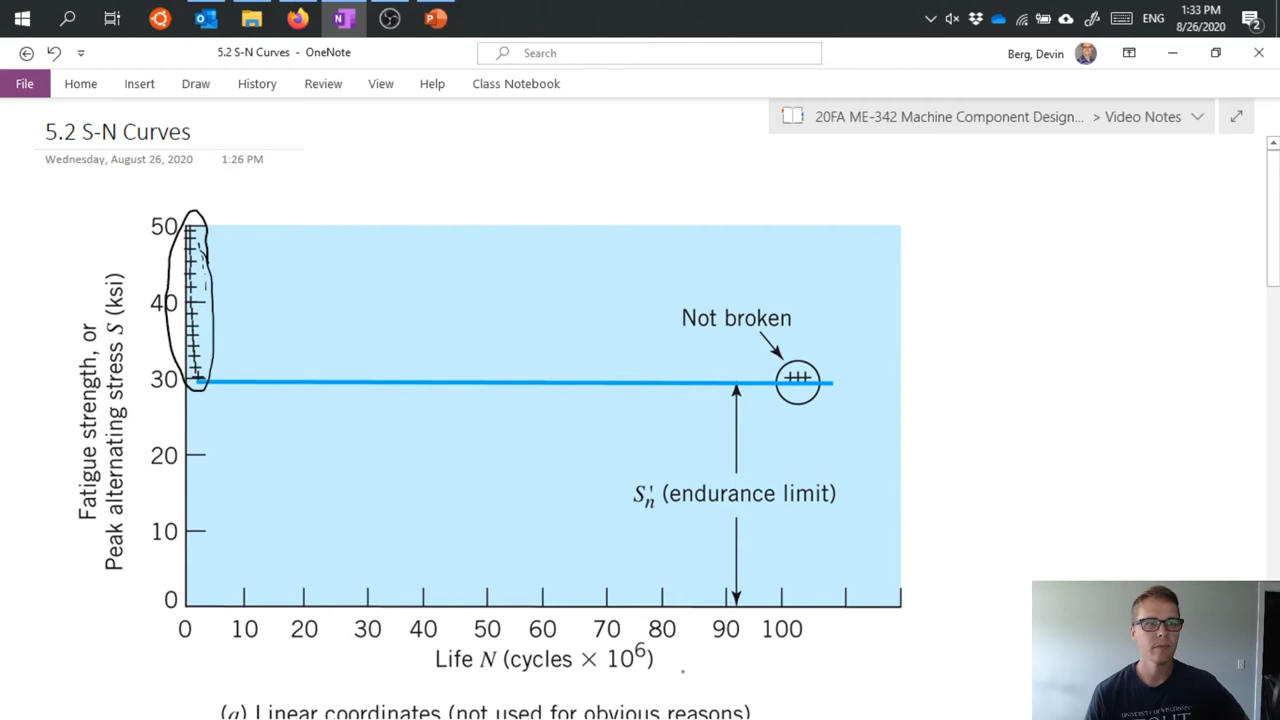 ENG
1:33 PM
8/26/2020
2
5.2 S-N Curves - OneNote
Search
Berg, Devin
File Home Insert Draw History Review View Help Class Notebook
20FA ME-342 Machine Component Design... > Video Notes
5.2 S-N Curves
Wednesday, August 26, 2020 1:26 PM
Fatigue strength, or
Peak alternating stress S (ksi)
50
40
30
20
10
0
Not broken
S'n (endurance limit)
0 10 20 30 40 50 60 70 80 90 100
Life N (cycles × 10⁶)
(a) Linear coordinates (not used for obvious reasons)